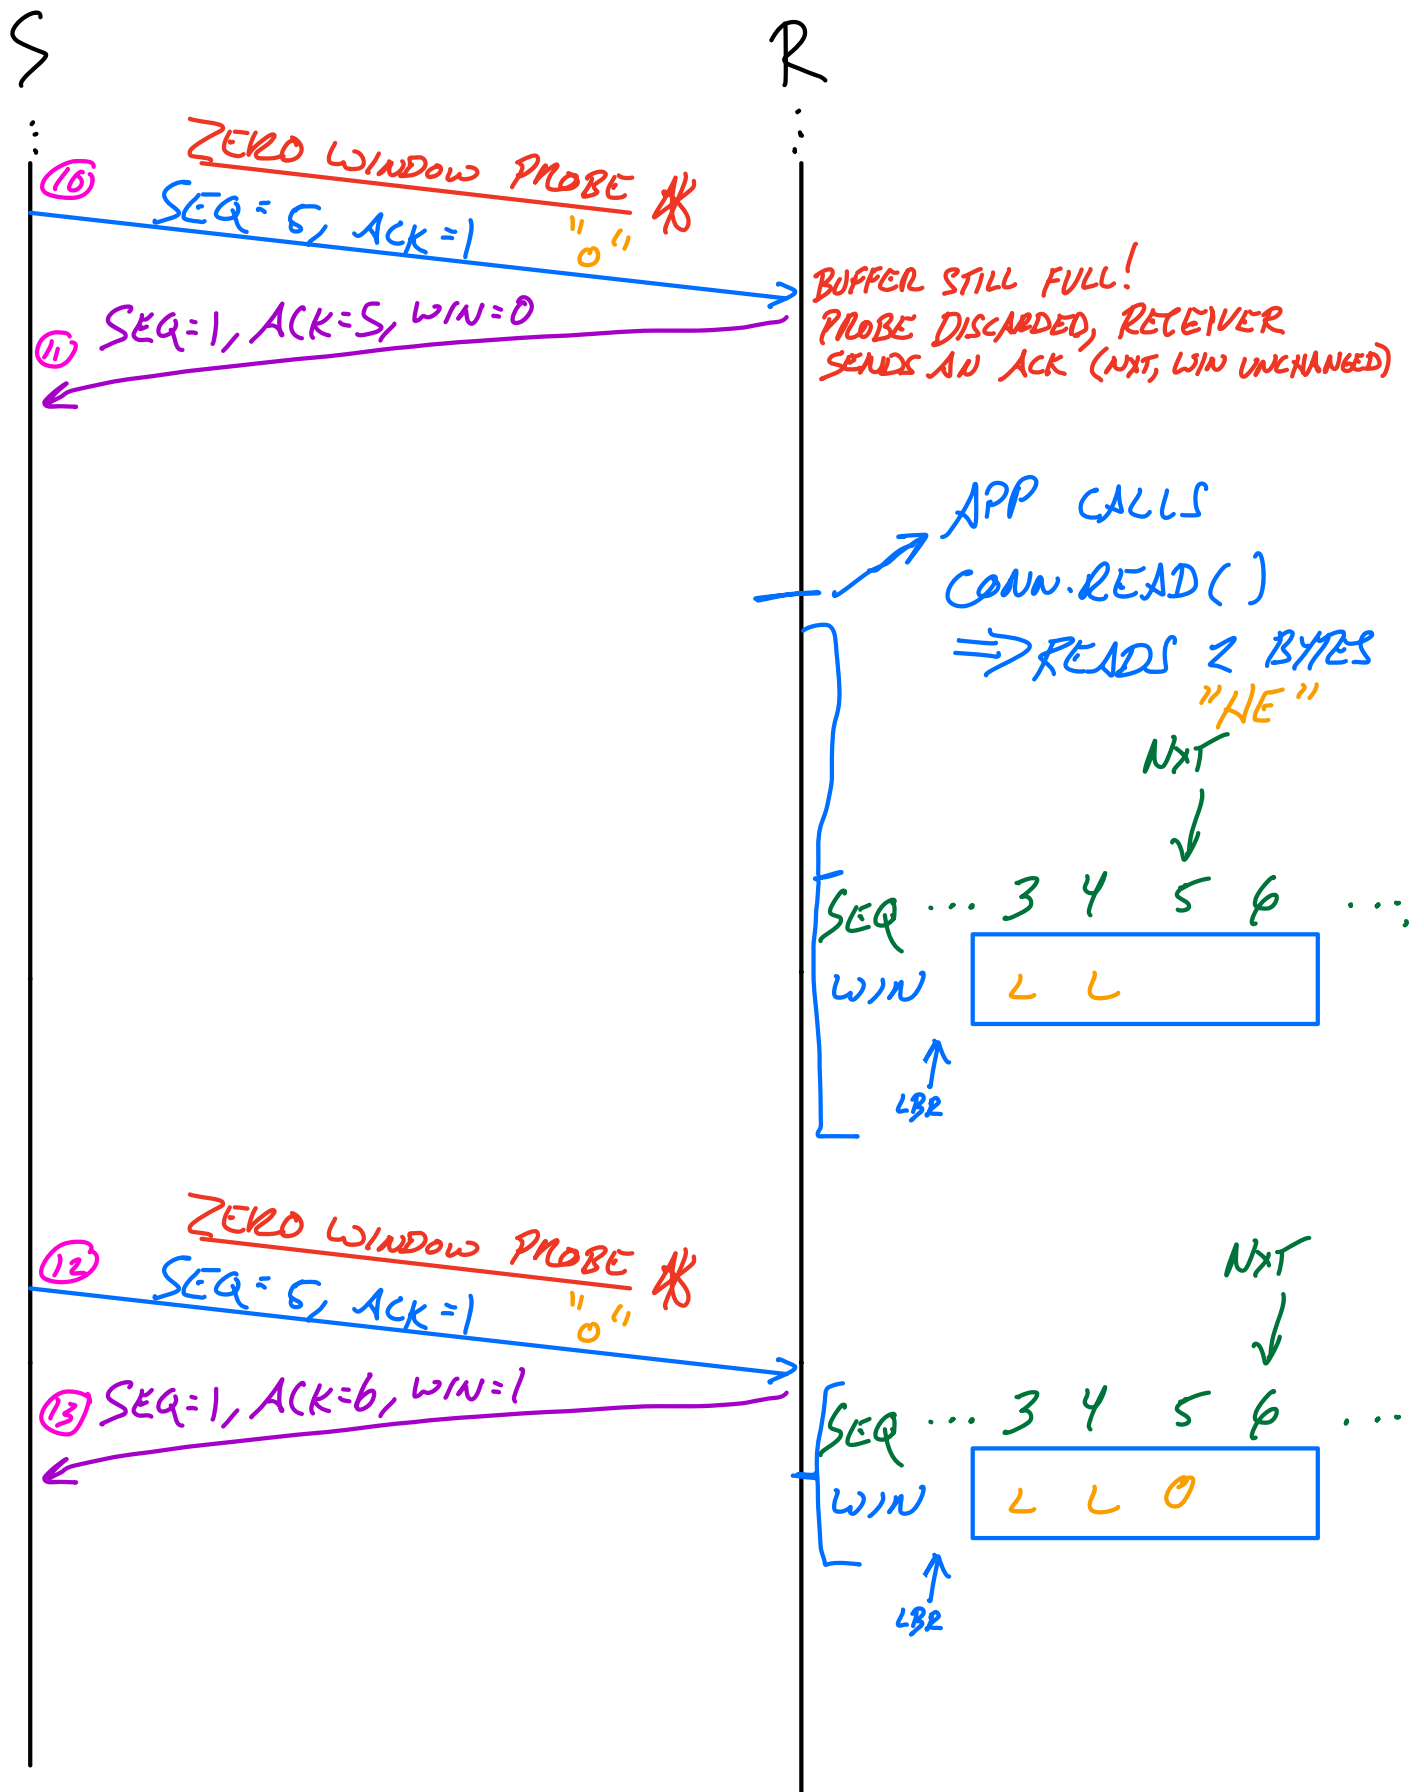 S R
10 ZERO WINDOW PROBE *
SEQ=5, ACK=1 "O"
BUFFER STILL FULL!
PROBE DISCARDED, RECEIVER
SENDS AN ACK (NXT, WIN UNCHANGED)
11 SEQ=1, ACK=5, WIN=0
APP CALLS
CONN.READ()
⇒ READS 2 BYTES
"HE"
NXT
SEQ ... 3 4 5 6 ...
WIN L L
LBR
12 ZERO WINDOW PROBE *
SEQ=5, ACK=1 "O"
13 SEQ=1, ACK=6, WIN=1
NXT
SEQ ... 3 4 5 6 ...
WIN L L O
LBR